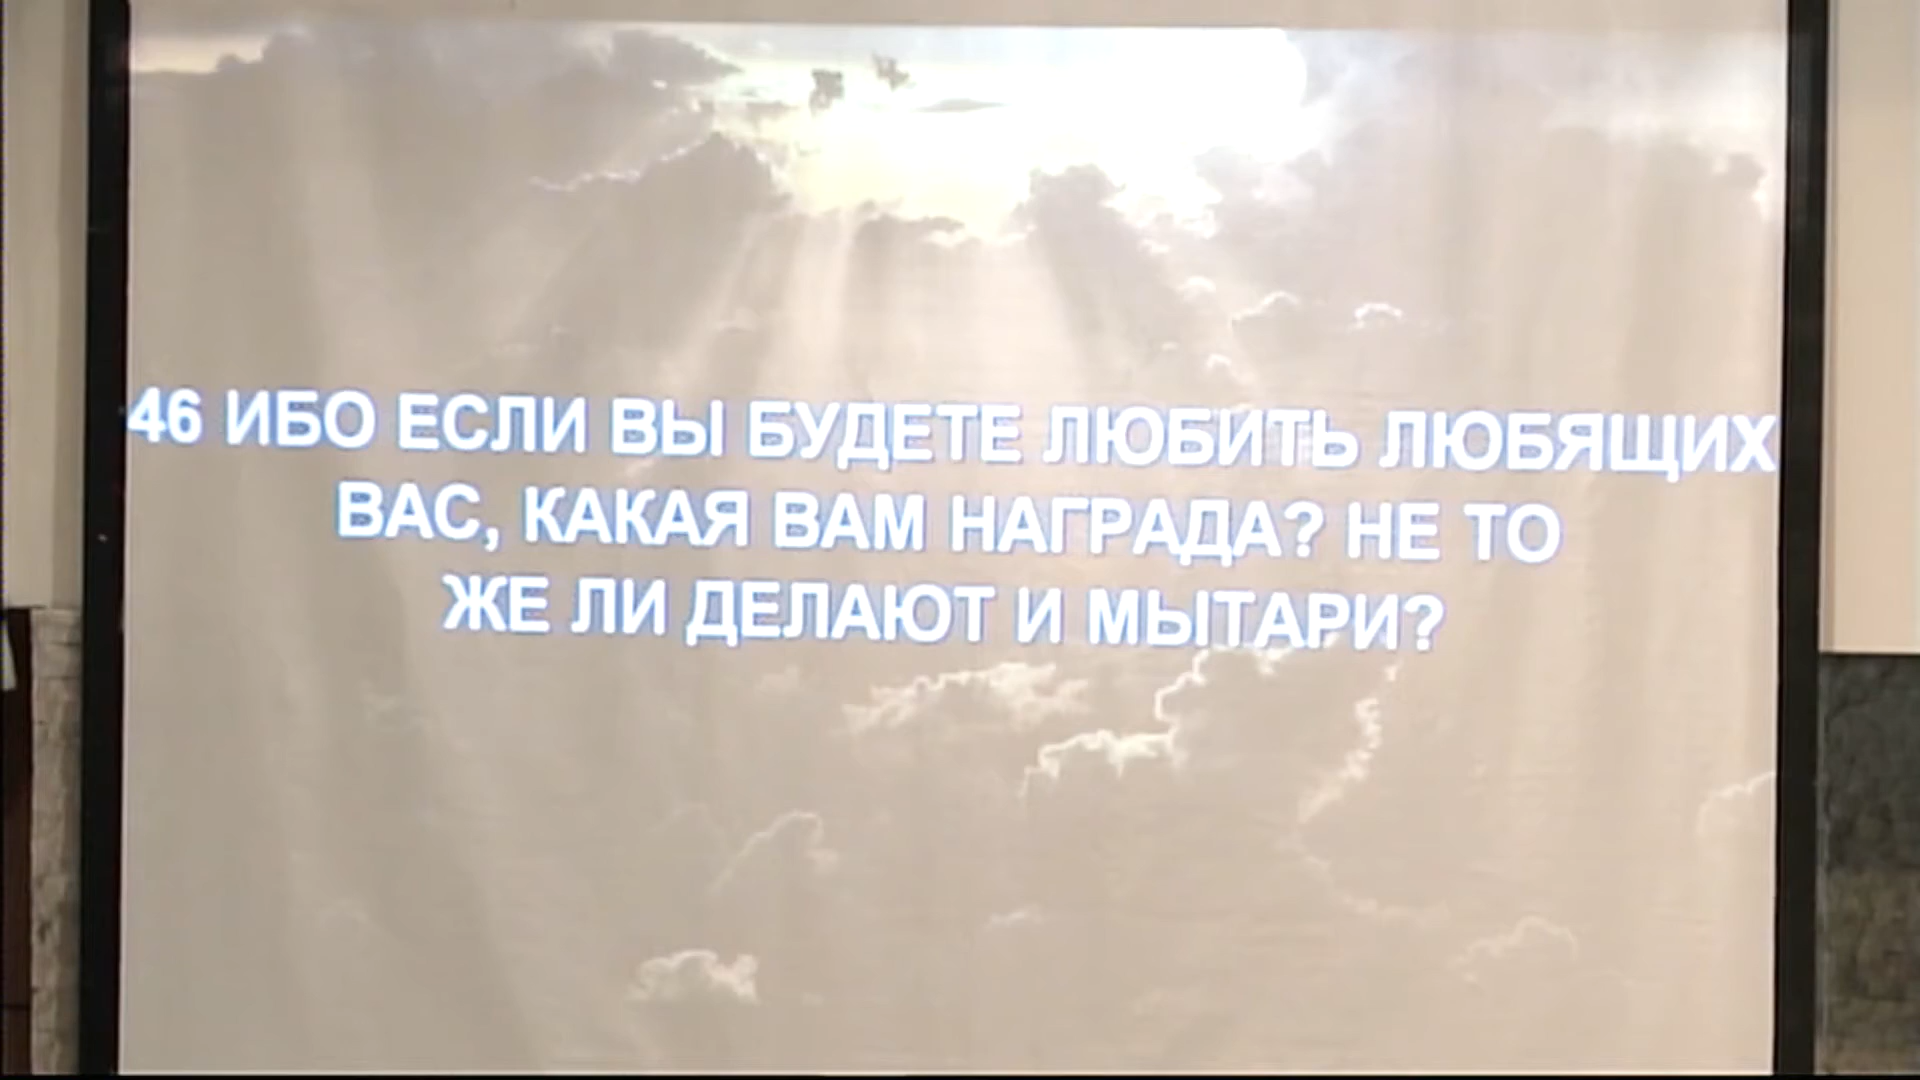 46 ИБО ЕСЛИ ВЫ БУДЕТЕ ЛЮБИТЬ ЛЮБЯЩИХ
ВАС, КАКАЯ ВАМ НАГРАДА? НЕ ТО
ЖЕ ЛИ ДЕЛАЮТ И МЫТАРИ?